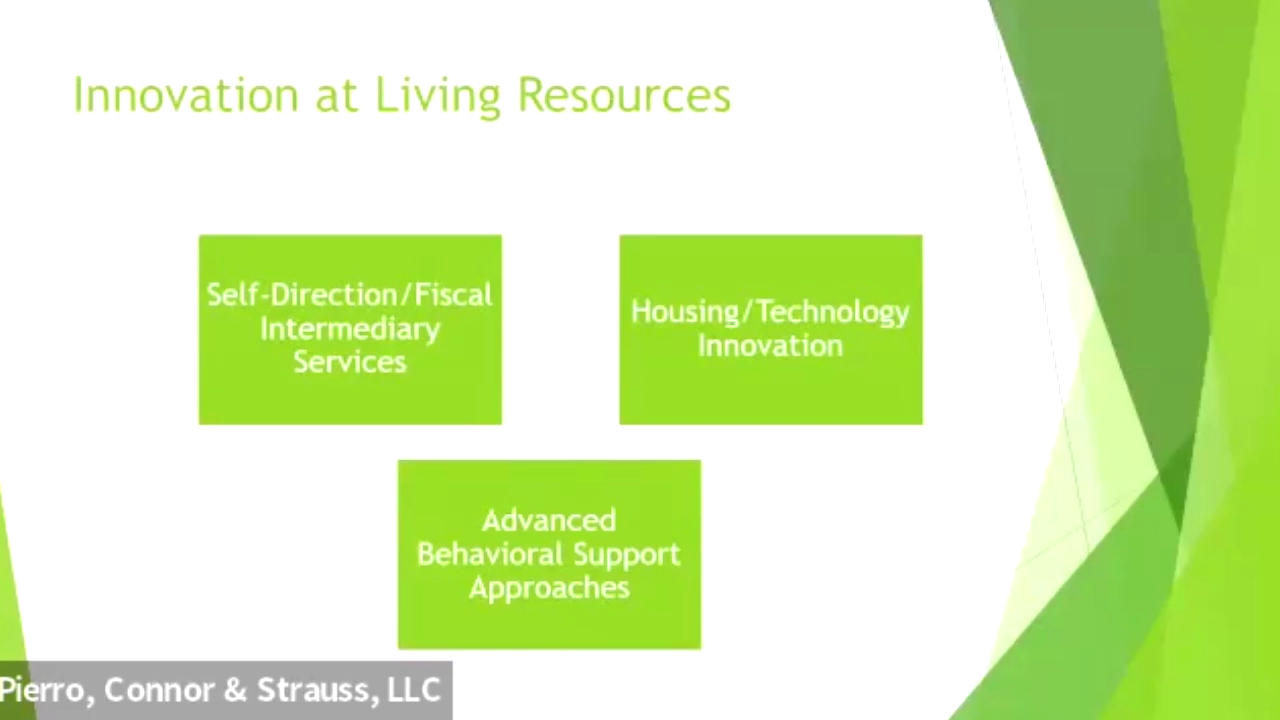 Innovation at Living Resources
Self-Direction/Fiscal
Intermediary
Services
Housing/Technology
Innovation
Advanced
Behavioral Support
Approaches
Pierro, Connor & Strauss, LLC